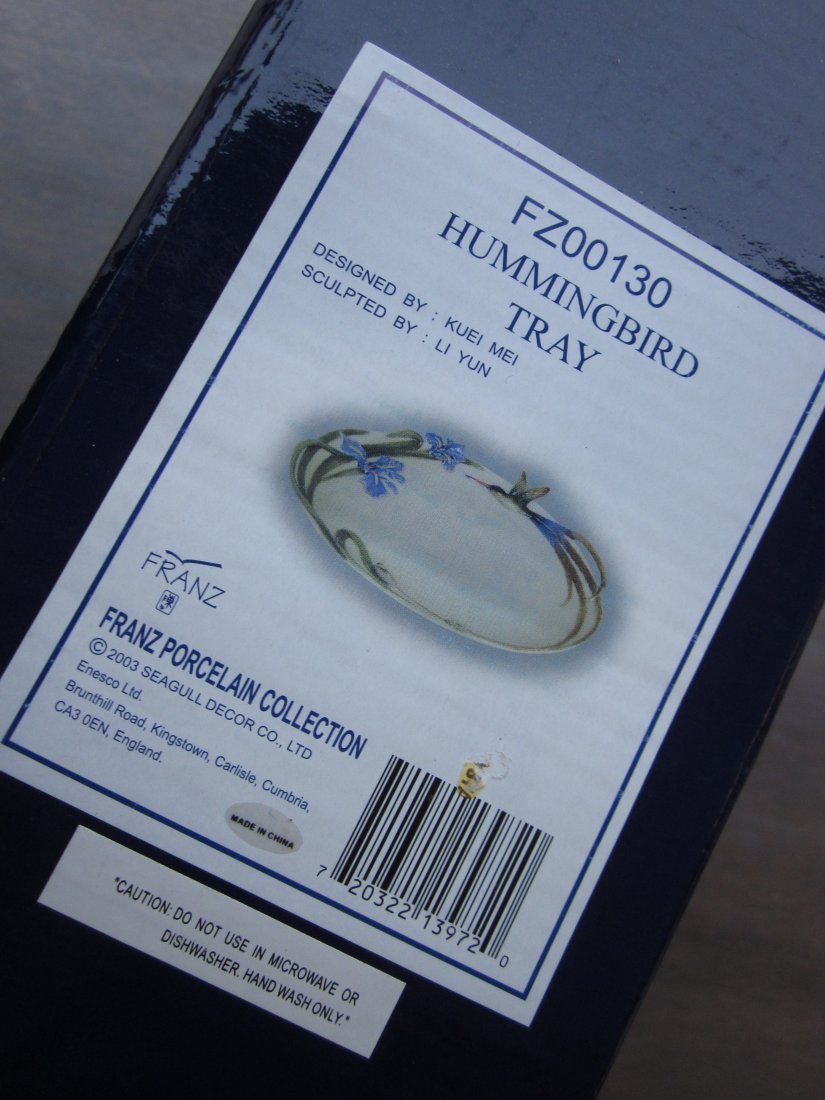 FZ00130
HUMMINGBIRD
TRAY
DESIGNED BY : KUEI MEI
SCULPTED BY : LI YUN
FRANZ
FRANZ PORCELAIN COLLECTION
© 2003 SEAGULL DECOR CO., LTD
Enesco Ltd.
Brunthill Road, Kingstown, Carlisle, Cumbria,
CA3 0EN, England.
MADE IN CHINA
7 20322 13972 0
"CAUTION: DO NOT USE IN MICROWAVE OR
DISHWASHER. HAND WASH ONLY."